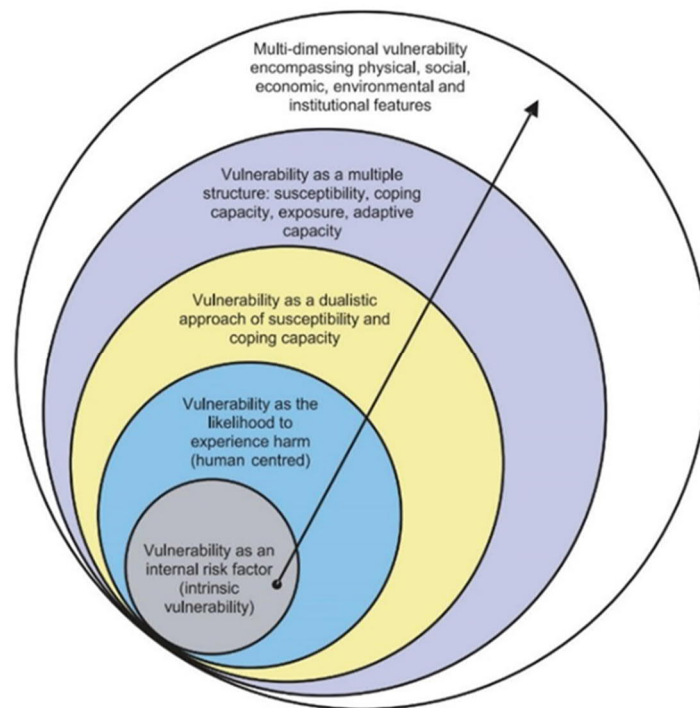 Multi-dimensional vulnerability
encompassing physical, social,
economic, environmental and
institutional features
Vulnerability as a multiple
structure: susceptibility, coping
capacity, exposure, adaptive
capacity
Vulnerability as a dualistic
approach of susceptibility and
coping capacity
Vulnerability as the
likelihood to
experience harm
(human centred)
Vulnerability as an
internal risk factor
(intrinsic
vulnerability)